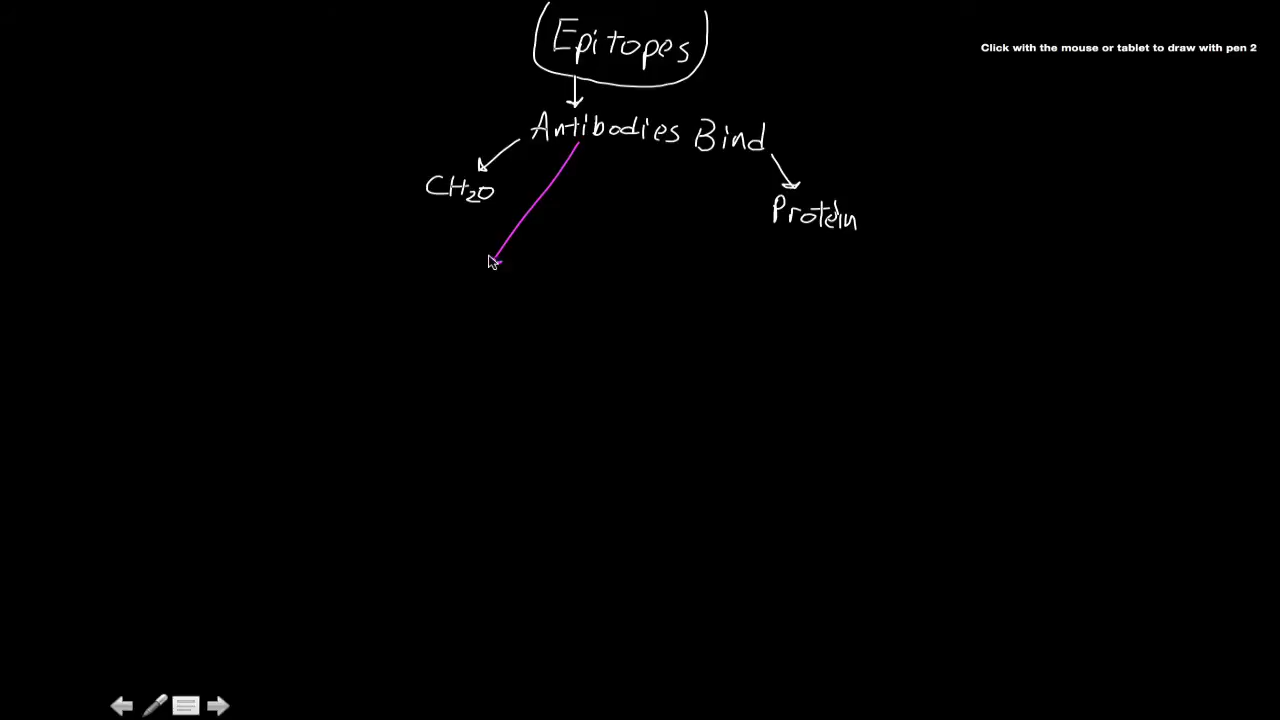 Epitopes
Click with the mouse or tablet to draw with pen 2
Antibodies Bind
CH2O
Protein